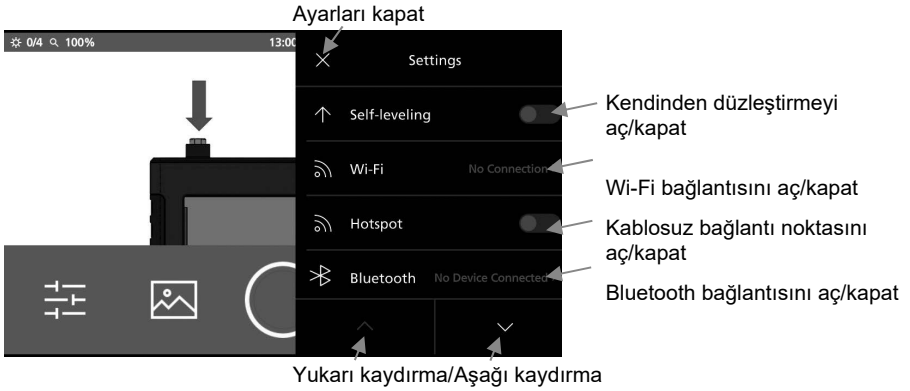 Ayarları kapat
0/4 100% 13:00
Settings
Self-leveling
Kendinden düzleştirmeyi
aç/kapat
Wi-Fi No Connection
Wi-Fi bağlantısını aç/kapat
Hotspot
Kablosuz bağlantı noktasını
aç/kapat
Bluetooth No Device Connected
Bluetooth bağlantısını aç/kapat
Yukarı kaydırma/Aşağı kaydırma